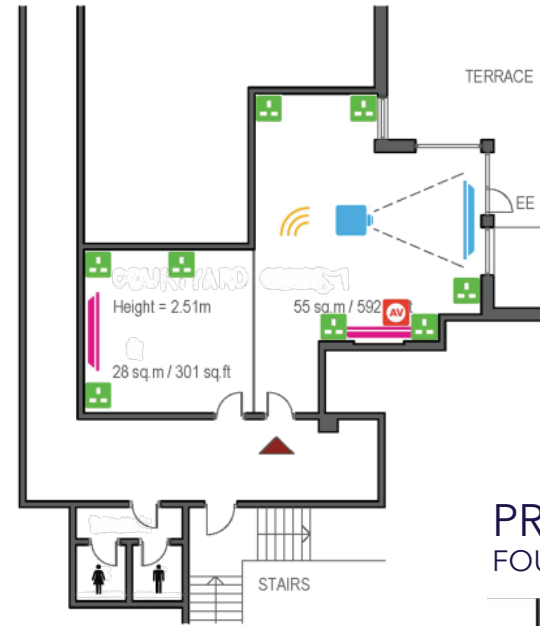 TERRACE
EE
Height = 2.51m
55 sq.m / 592
AV
28 sq.m / 301 sq.ft
PR
FOU
STAIRS